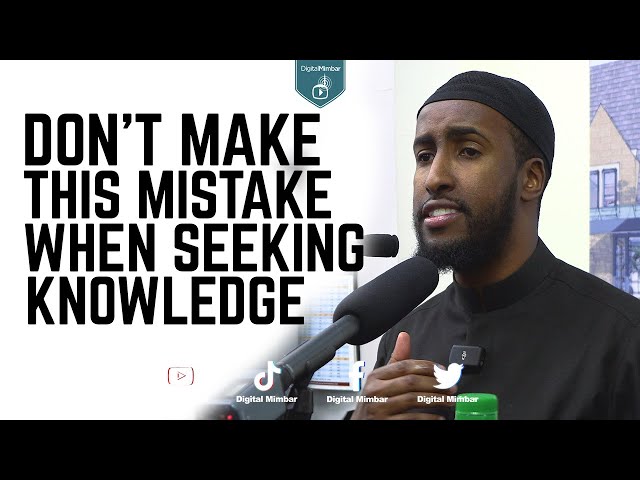 DigitalMimbar
DON'T MAKE
THIS MISTAKE
WHEN SEEKING
KNOWLEDGE
Digital Mimbar
Digital Mimbar
Digital Mimbar